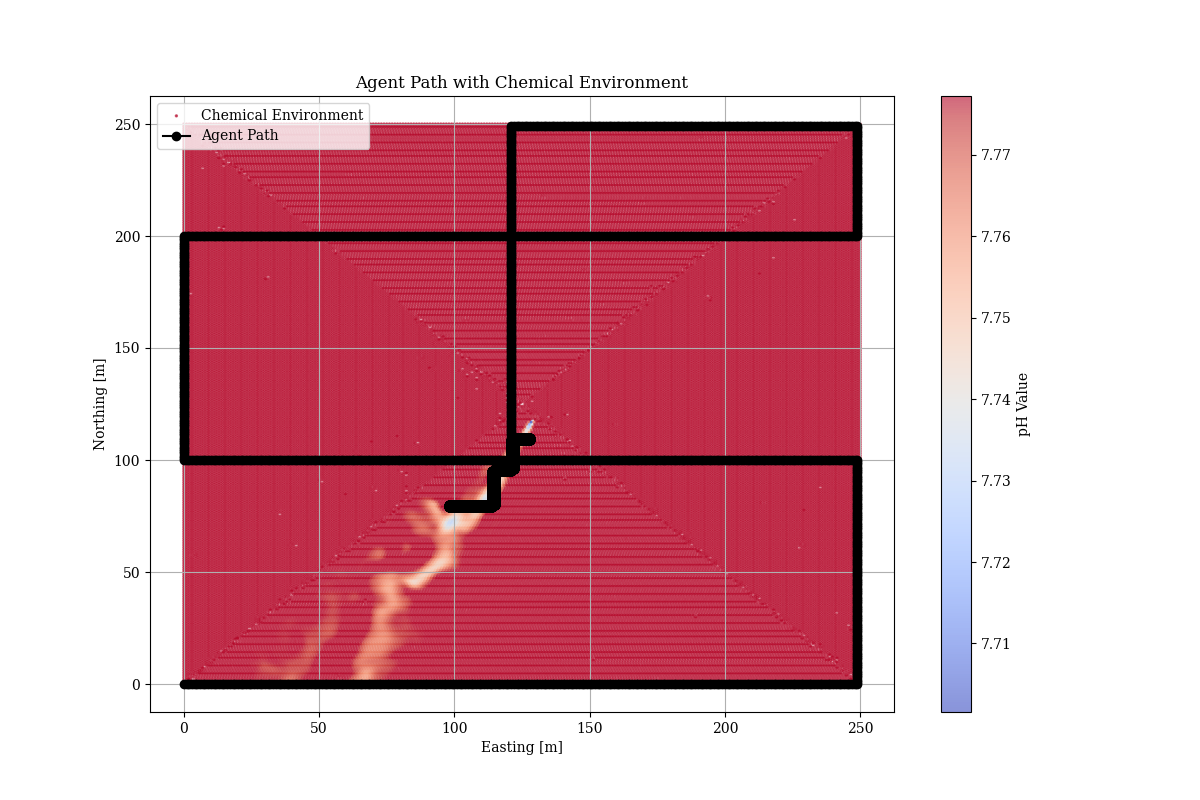 Agent Path with Chemical Environment
Chemical Environment
Agent Path
250
200
150
100
50
0
Northing [m]
0 50 100 150 200 250
Easting [m]
7.77
7.76
7.75
7.74
7.73
7.72
7.71
pH Value